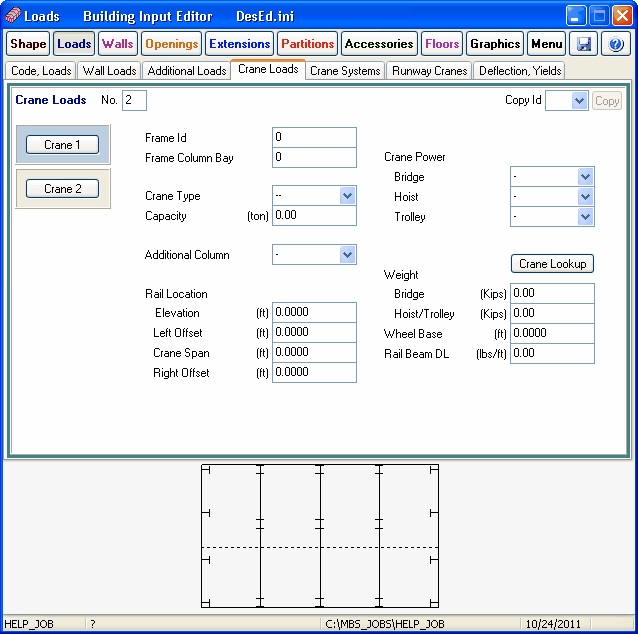 Loads Building Input Editor DesEd.ini
Shape Loads Walls Openings Extensions Partitions Accessories Floors Graphics Menu
Code, Loads Wall Loads Additional Loads Crane Loads Crane Systems Runway Cranes Deflection, Yields
Crane Loads No. 2 Copy Id Copy
Crane 1
Crane 2
Frame Id 0
Frame Column Bay 0
Crane Type --
Capacity (ton) 0.00
Additional Column -
Rail Location
Elevation (ft) 0.0000
Left Offset (ft) 0.0000
Crane Span (ft) 0.0000
Right Offset (ft) 0.0000
Crane Power
Bridge -
Hoist -
Trolley -
Crane Lookup
Weight
Bridge (Kips) 0.00
Hoist/Trolley (Kips) 0.00
Wheel Base (ft) 0.0000
Rail Beam DL (lbs/ft) 0.00
HELP_JOB ? C:\MBS_JOBS\HELP_JOB 10/24/2011